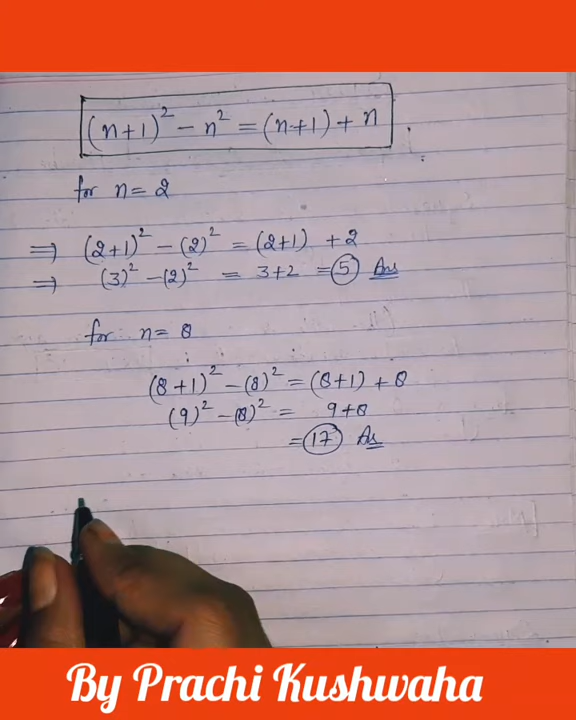 (n+1)² - n² = (n+1) + n
for n = 2
⇒ (2+1)² - (2)² = (2+1) + 2
⇒ (3)² - (2)² = 3+2 = 5 Ans
for n = 8
(8+1)² - (8)² = (8+1) + 8
(9)² - (8)² = 9+8
= 17 As
By Prachi Kushwaha